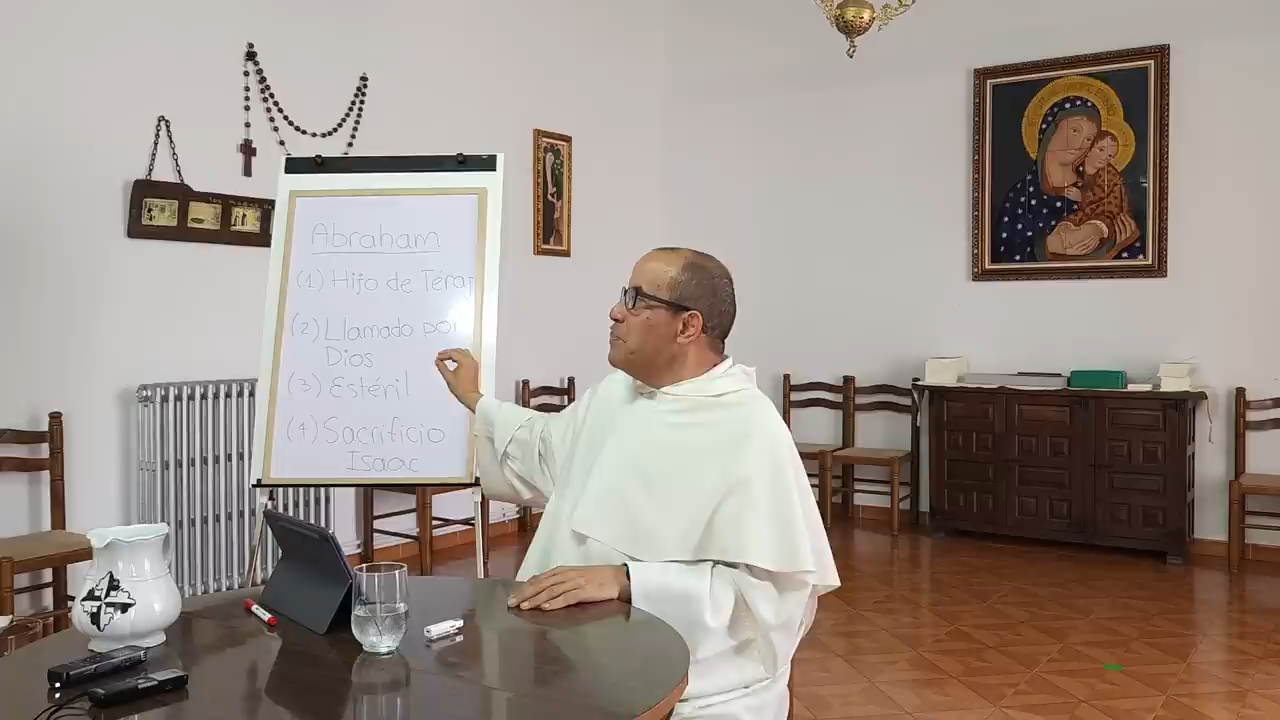 Abraham
(1) Hijo de Téraj
(2) Llamado por
Dios
(3) Estéril
(4) Sacrificio
Isaac